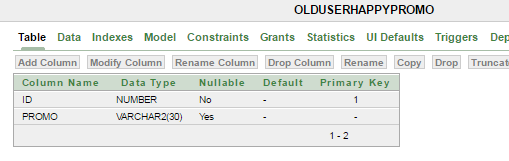 OLDUSERHAPPYPROMO
Table Data Indexes Model Constraints Grants Statistics UI Defaults Triggers
Add Column Modify Column Rename Column Drop Column Rename Copy Drop
Column Name Data Type Nullable Default Primary Key
ID NUMBER No - 1
PROMO VARCHAR2(30) Yes - -
1 - 2